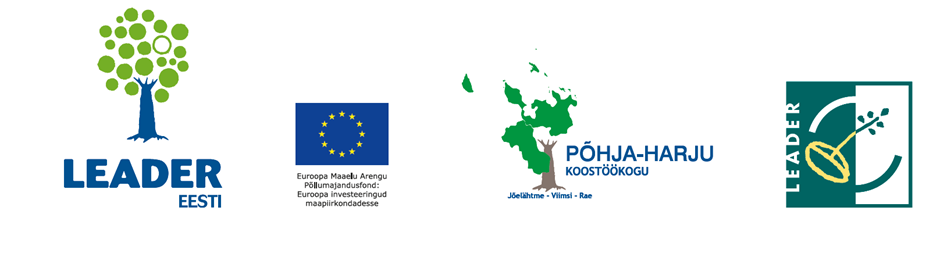 LEADER
EESTI
Euroopa Maaelu Arengu
Põllumajandusfond:
Euroopa investeeringud
maapiirkondadesse
PÕHJA-HARJU
KOOSTÖÖKOGU
Jõelähtme - Viimsi - Rae
LEADER